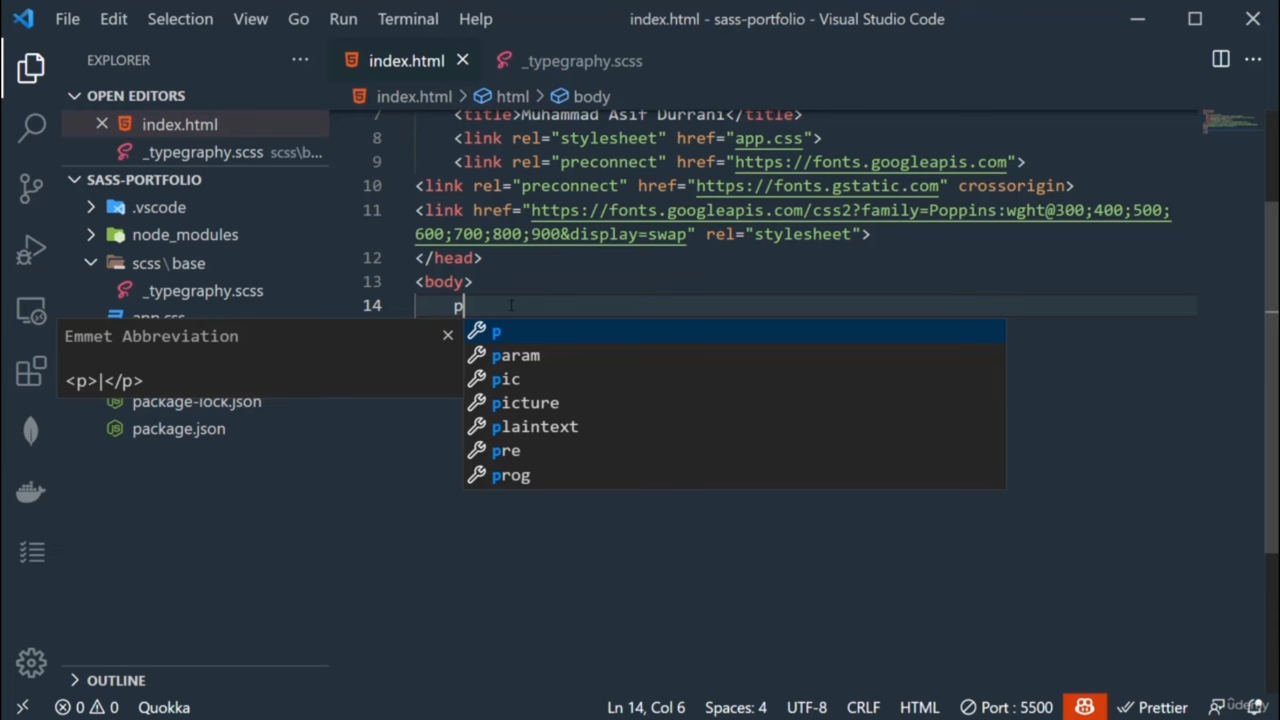 File Edit Selection View Go Run Terminal Help index.html - sass-portfolio - Visual Studio Code
EXPLORER
index.html
_typegraphy.scss
OPEN EDITORS
index.html > html > body
index.html
7 <title>Muhammad Asif Durrani</title>
8 <link rel="stylesheet" href="app.css">
_typegraphy.scss scss\b...
9 <link rel="preconnect" href="https://fonts.googleapis.com">
SASS-PORTFOLIO
10 <link rel="preconnect" href="https://fonts.gstatic.com" crossorigin>
.vscode
11 <link href="https://fonts.googleapis.com/css2?family=Poppins:wght@300;400;500;
node_modules
600;700;800;900&display=swap" rel="stylesheet">
scss\base
12 </head>
_typegraphy.scss
13 <body>
app.css
14 p
Emmet Abbreviation
<p>|</p>
p
param
pic
picture
plaintext
pre
prog
package-lock.json
package.json
OUTLINE
0 0 Quokka Ln 14, Col 6 Spaces: 4 UTF-8 CRLF HTML Port : 5500 Prettier
udemy